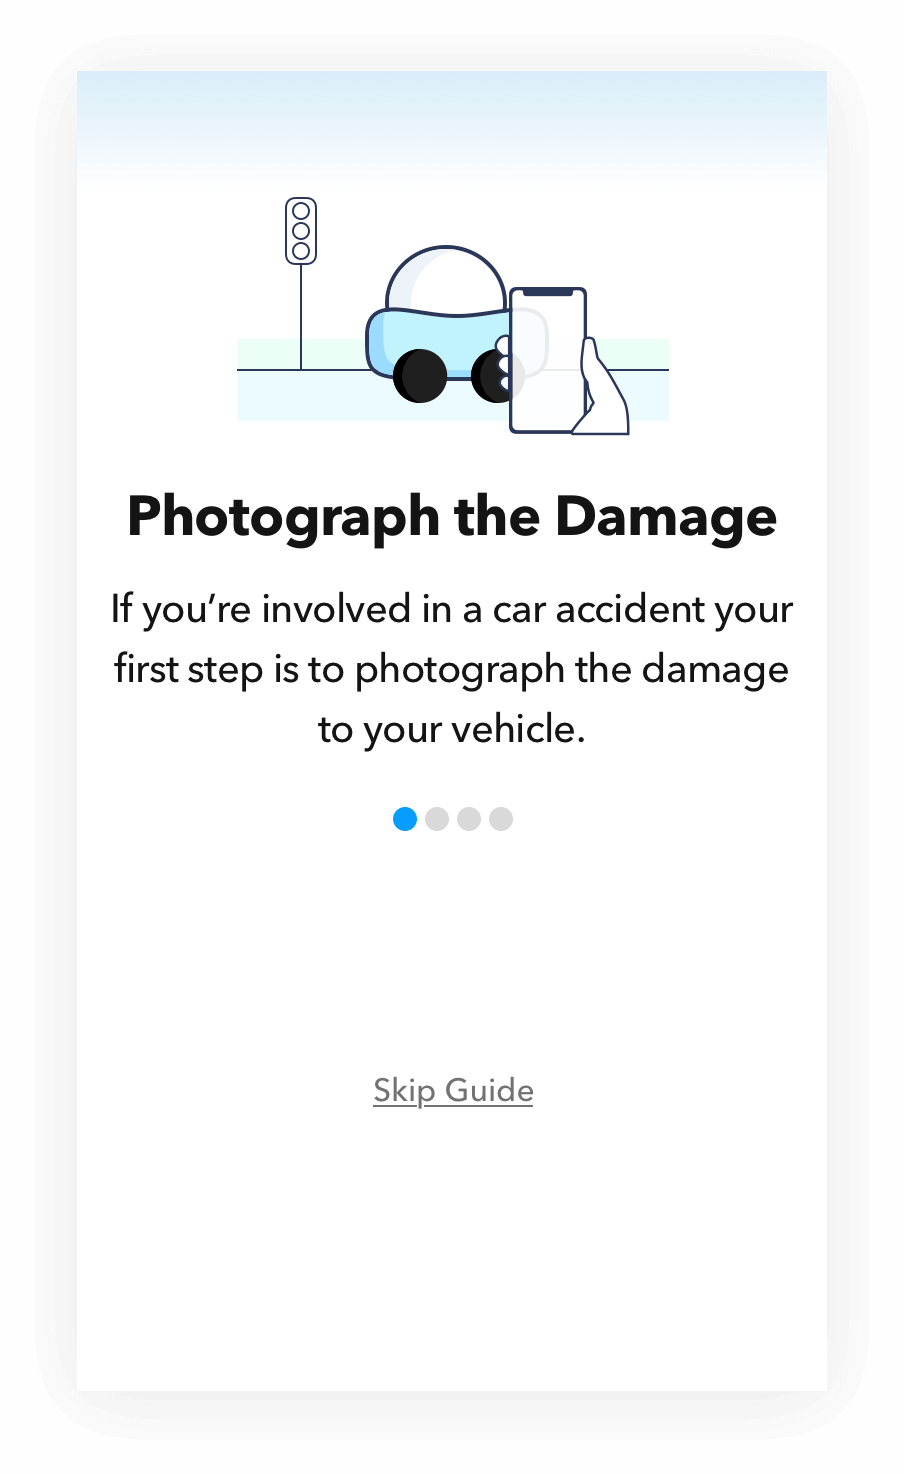 Photograph the Damage
If you’re involved in a car accident your
first step is to photograph the damage
to your vehicle.
Skip Guide